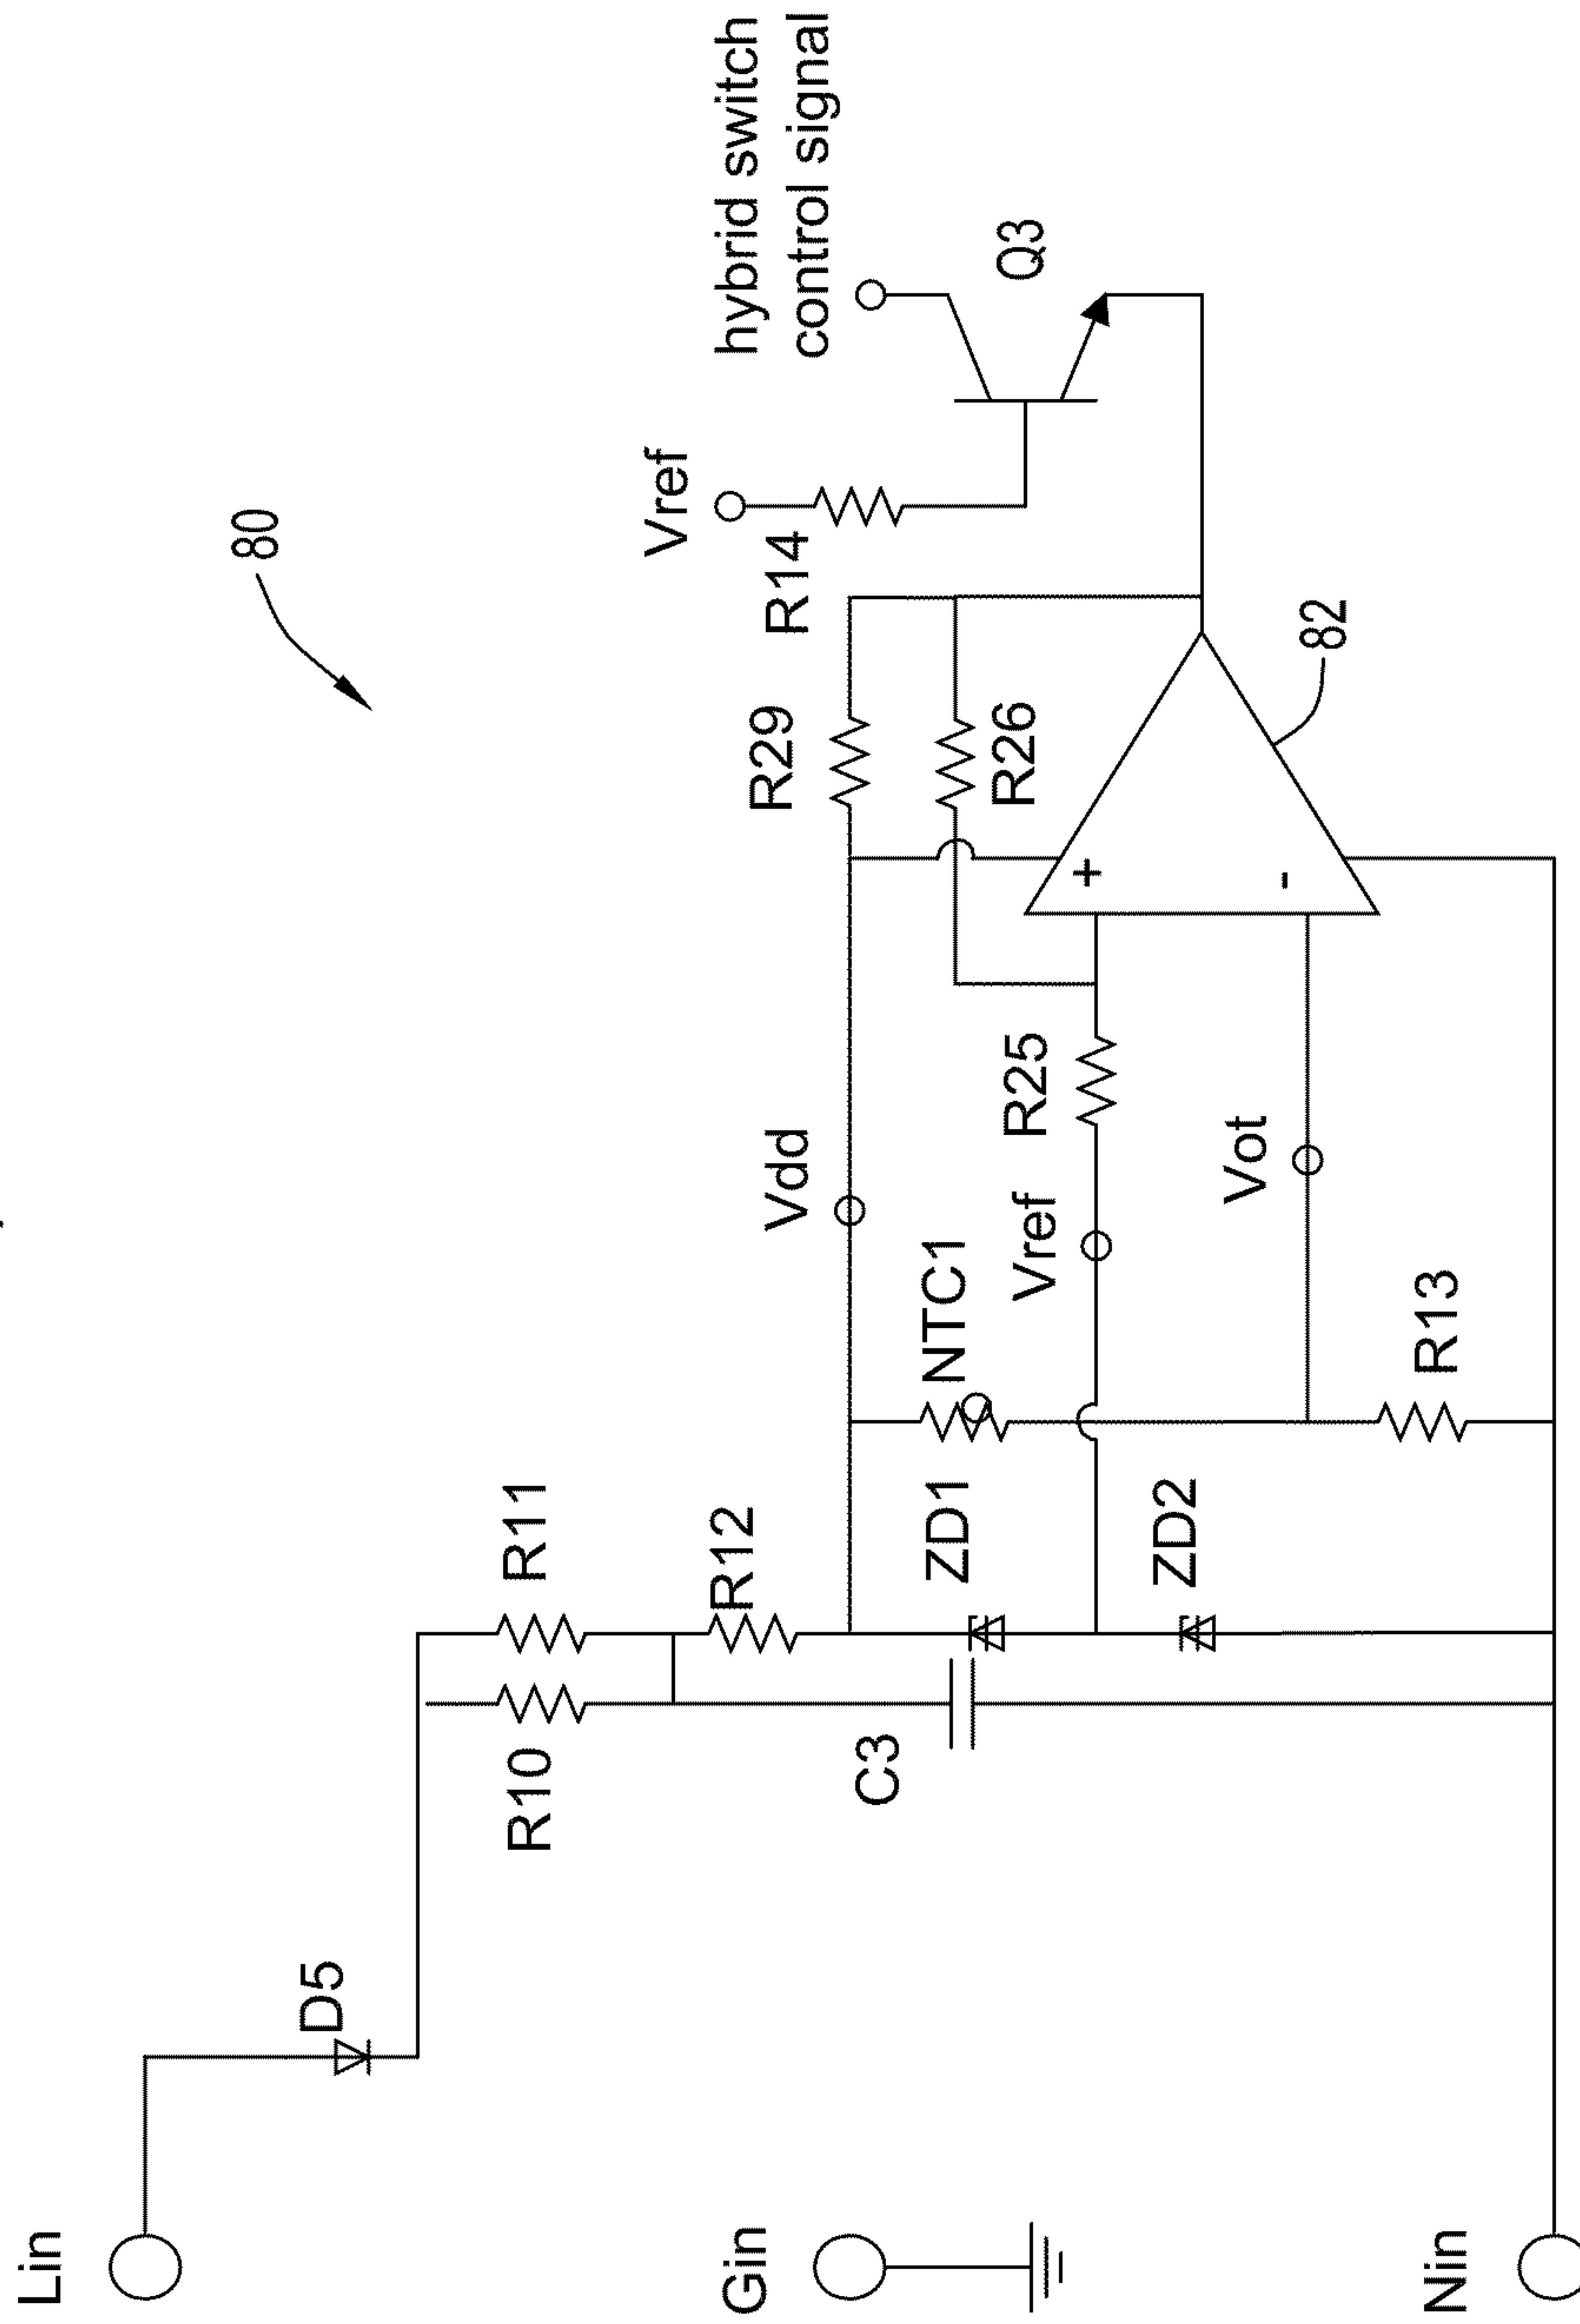 80
hybrid switch
control signal
Vref
R14
Q3
R29
R26
82
Vdd
R25
Vref
Vot
NTC1
R13
R11
R12
ZD1
ZD2
R10
C3
D5
Lin
Gin
Nin
+
-